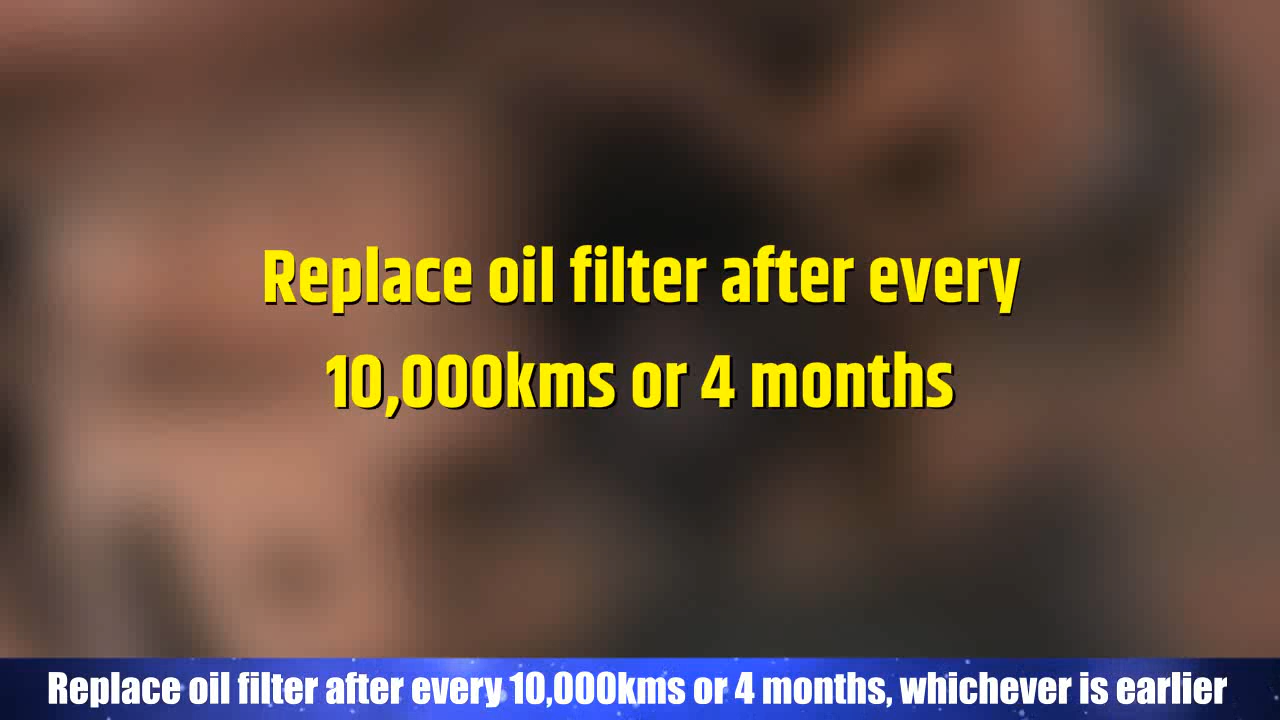 Replace oil filter after every
10,000kms or 4 months
Replace oil filter after every 10,000kms or 4 months, whichever is earlier